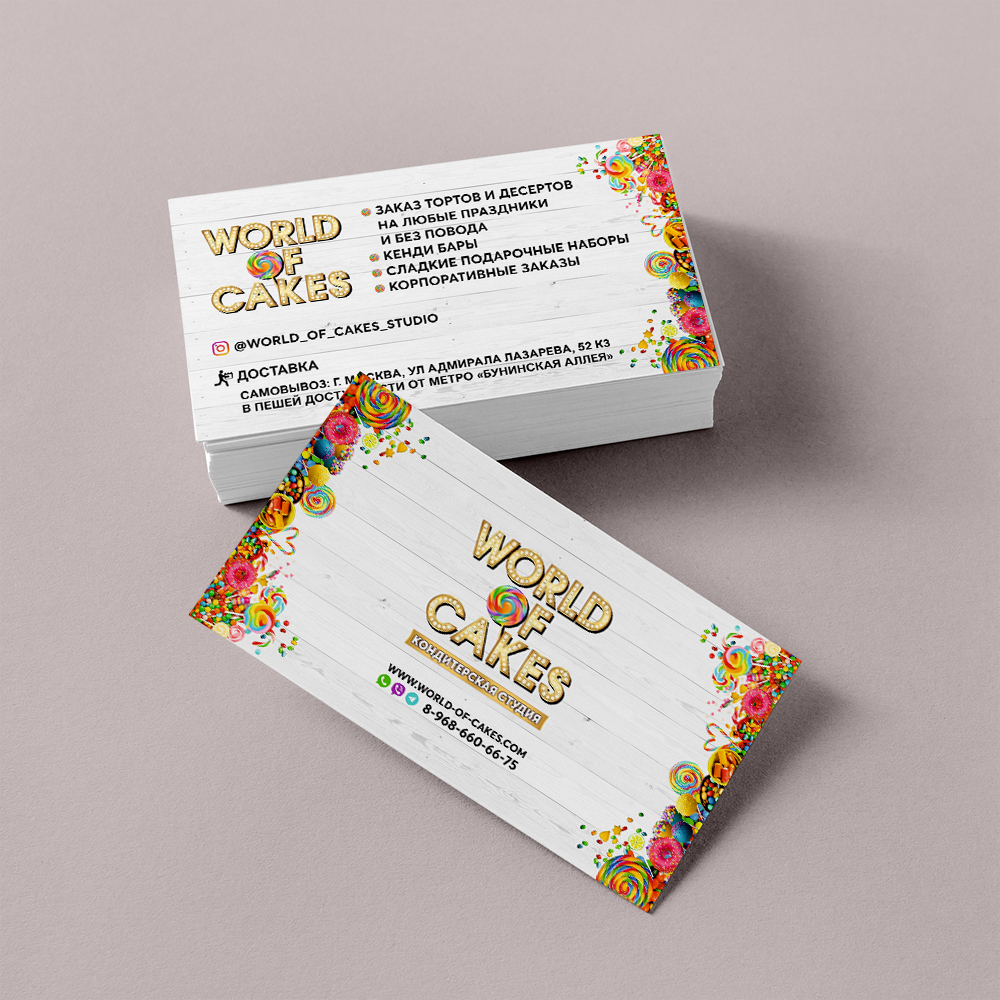 WORLD
OF
CAKES
ЗАКАЗ ТОРТОВ И ДЕСЕРТОВ
НА ЛЮБЫЕ ПРАЗДНИКИ
И БЕЗ ПОВОДА
КЕНДИ БАРЫ
СЛАДКИЕ ПОДАРОЧНЫЕ НАБОРЫ
КОРПОРАТИВНЫЕ ЗАКАЗЫ
@WORLD_OF_CAKES_STUDIO
ДОСТАВКА
САМОВЫВОЗ: Г. УЛ АДМИРАЛА ЛАЗАРЕВА, 52 К3
В ПЕШЕЙ ОТ МЕТРО «БУНИНСКАЯ АЛЛЕЯ»
WORLD
OF
CAKES
КОНДИТЕРСКАЯ СТУДИЯ
WWW.WORLD-OF-CAKES.COM
8-968-660-66-75